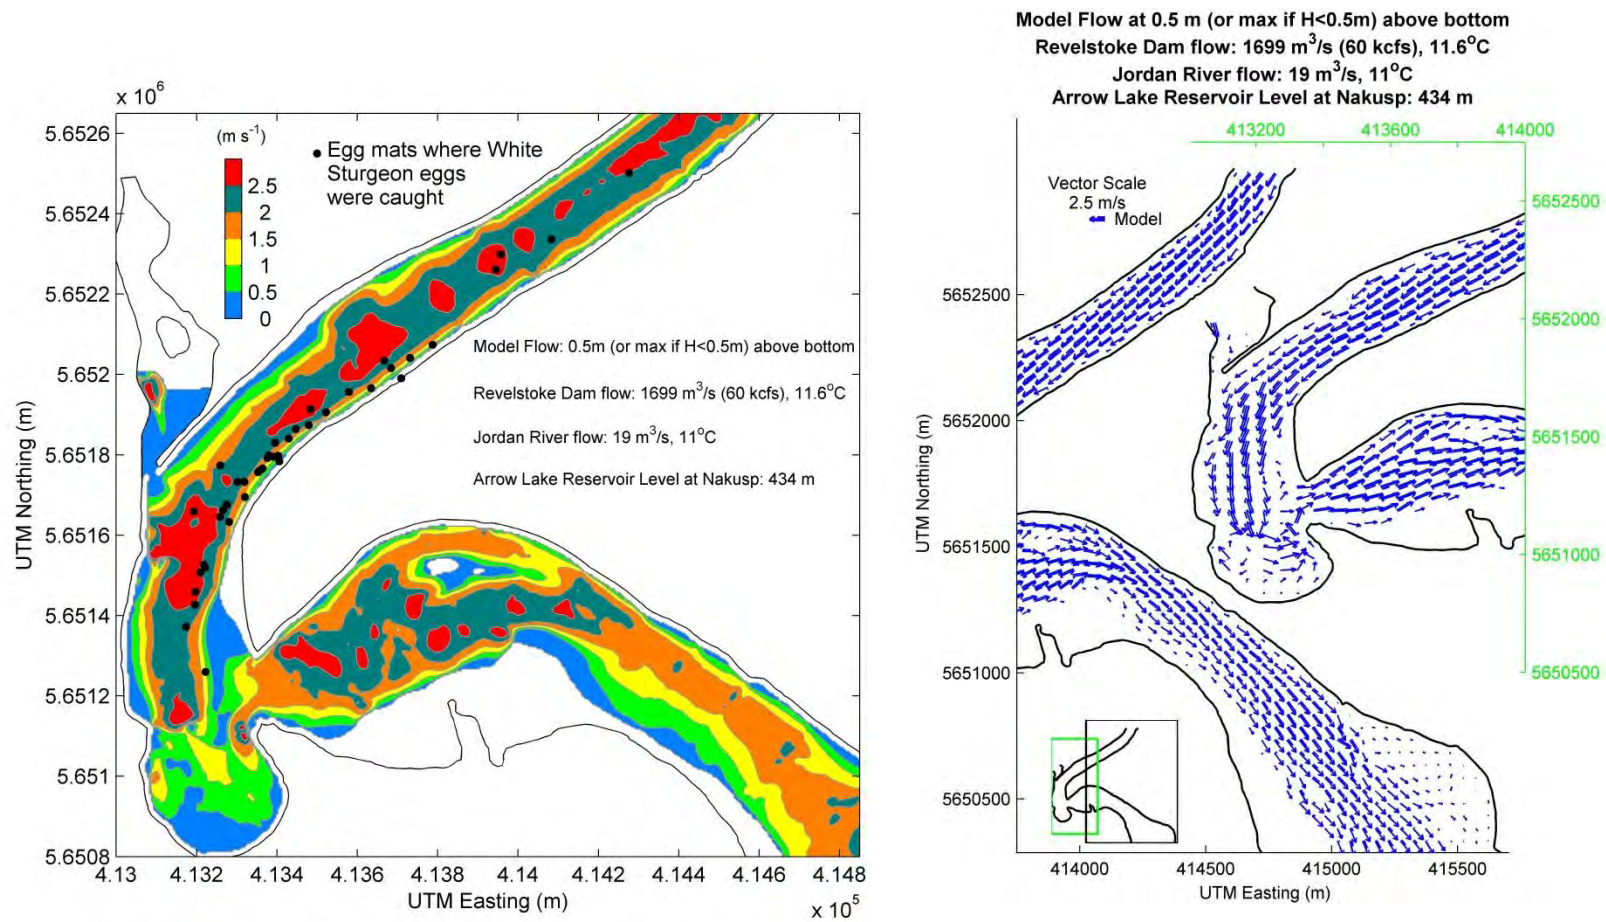 x 10^6
5.6526
5.6524
5.6522
5.652
5.6518
5.6516
5.6514
5.6512
5.651
5.6508
UTM Northing (m)
(m s^-1)
2.5
2
1.5
1
0.5
0
Egg mats where White
Sturgeon eggs
were caught
Model Flow: 0.5m (or max if H<0.5m) above bottom
Revelstoke Dam flow: 1699 m^3/s (60 kcfs), 11.6°C
Jordan River flow: 19 m^3/s, 11°C
Arrow Lake Reservoir Level at Nakusp: 434 m
4.13 4.132 4.134 4.136 4.138 4.14 4.142 4.144 4.146 4.148
UTM Easting (m)
x 10^5
Model Flow at 0.5 m (or max if H<0.5m) above bottom
Revelstoke Dam flow: 1699 m^3/s (60 kcfs), 11.6°C
Jordan River flow: 19 m^3/s, 11°C
Arrow Lake Reservoir Level at Nakusp: 434 m
413200 413600 414000
Vector Scale
2.5 m/s
Model
5652500
5652000
5651500
5651000
5650500
UTM Northing (m)
5652500
5652000
5651500
5651000
5650500
414000 414500 415000 415500
UTM Easting (m)